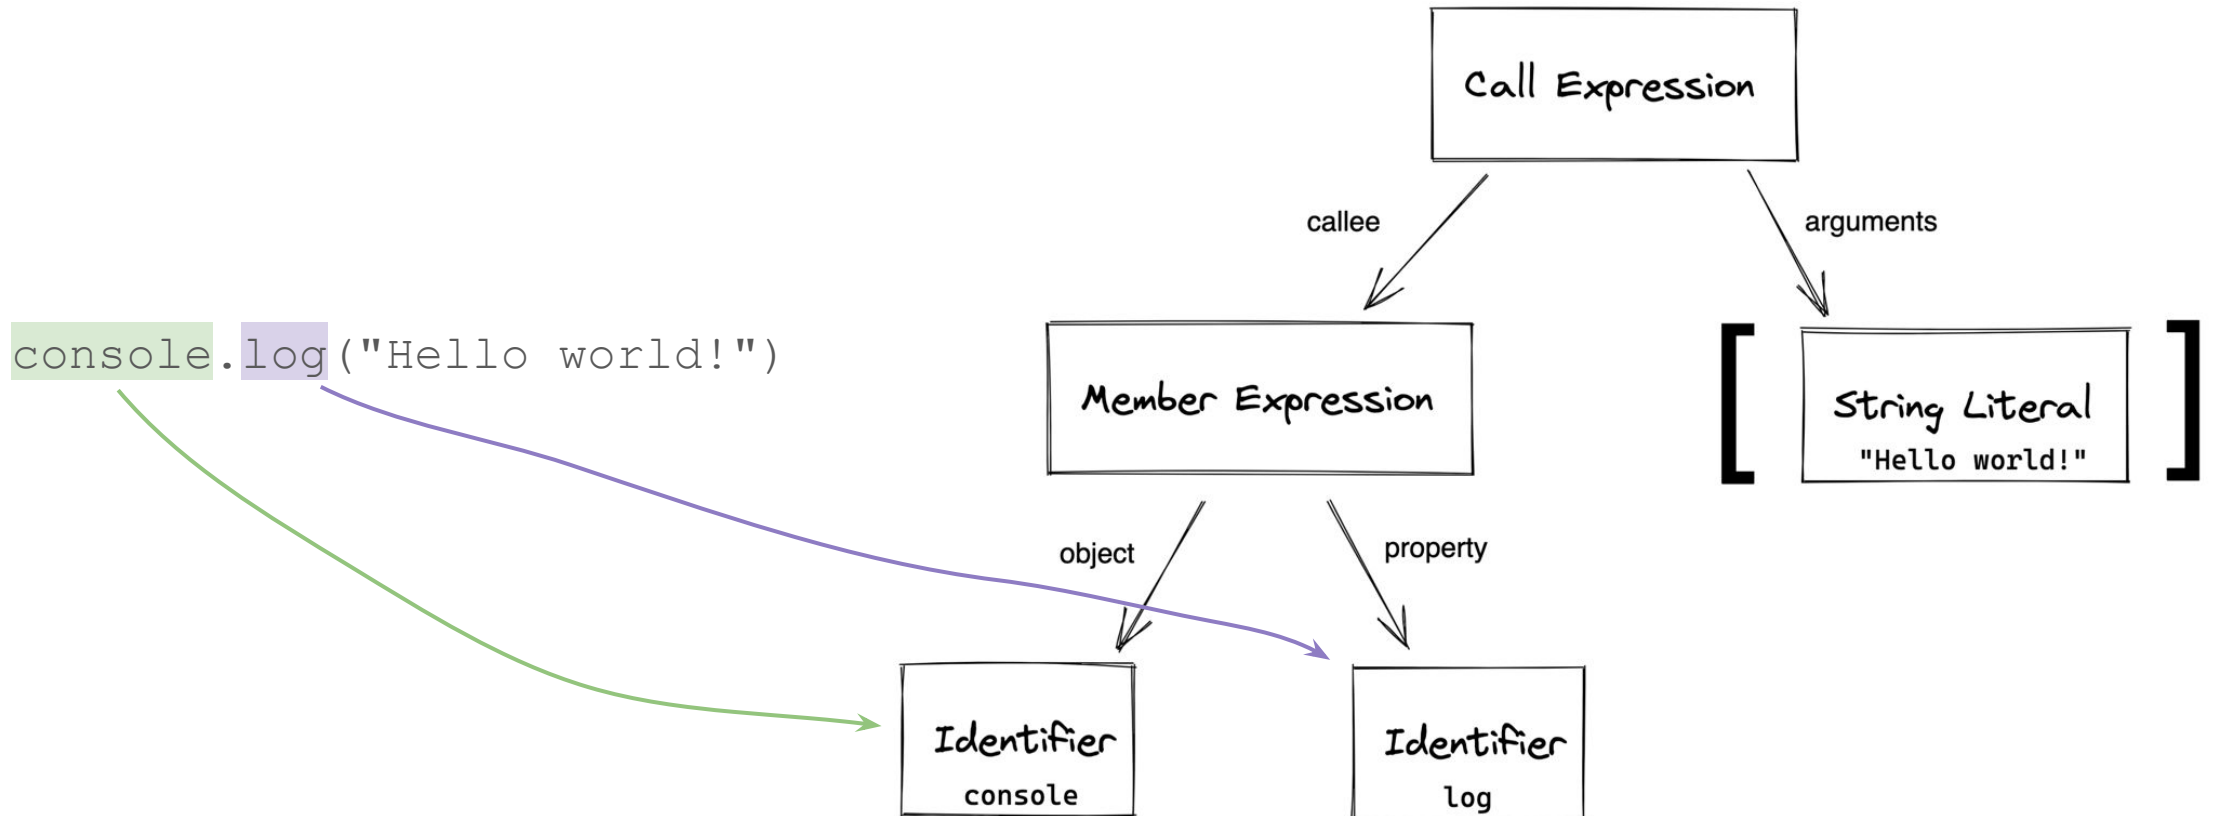 Call Expression
callee
arguments
console.log("Hello world!")
Member Expression
[
String Literal
"Hello world!"
]
object
property
Identifier
console
Identifier
log